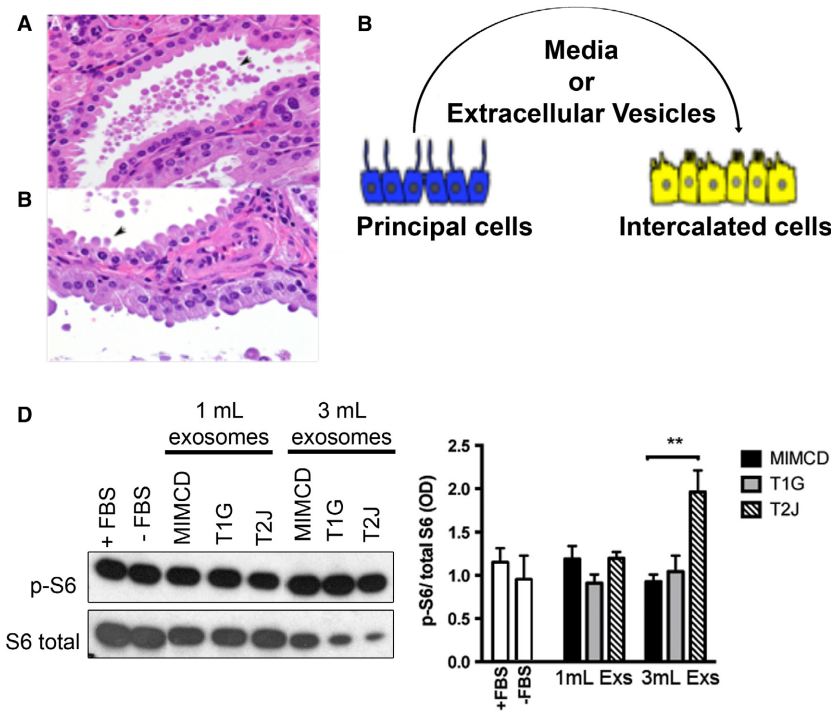 A
A
B
B
Media
or
Extracellular Vesicles
Principal cells
Intercalated cells
D
1 mL
exosomes
3 mL
exosomes
+ FBS
- FBS
MIMCD
T1G
T2J
MIMCD
T1G
T2J
p-S6
S6 total
p-S6/ total S6 (OD)
2.5
2.0
1.5
1.0
0.5
0.0
**
MIMCD
T1G
T2J
+FBS
-FBS
1mL Exs
3mL Exs